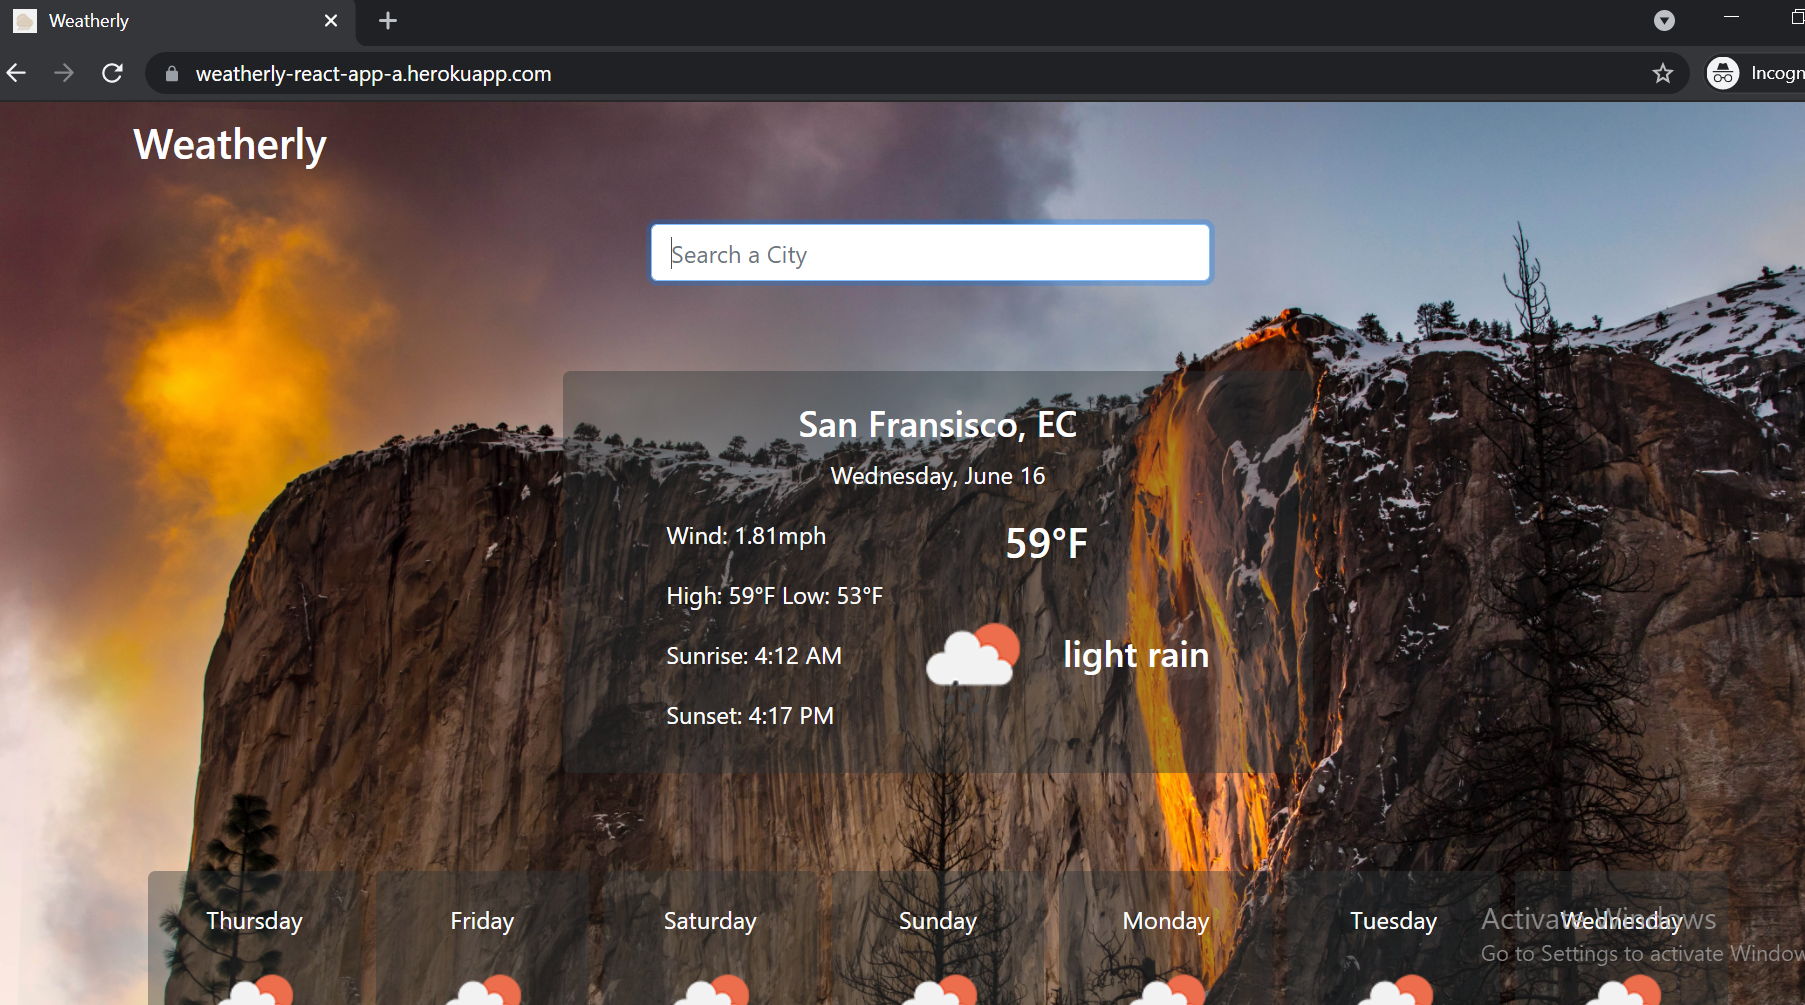 Weatherly
weatherly-react-app-a.herokuapp.com
Incogn
Weatherly
Search a City
San Fransisco, EC
Wednesday, June 16
Wind: 1.81mph
59°F
High: 59°F Low: 53°F
Sunrise: 4:12 AM
light rain
Sunset: 4:17 PM
Thursday
Friday
Saturday
Sunday
Monday
Tuesday
Wednesday
Activate Windows
Go to Settings to activate Window